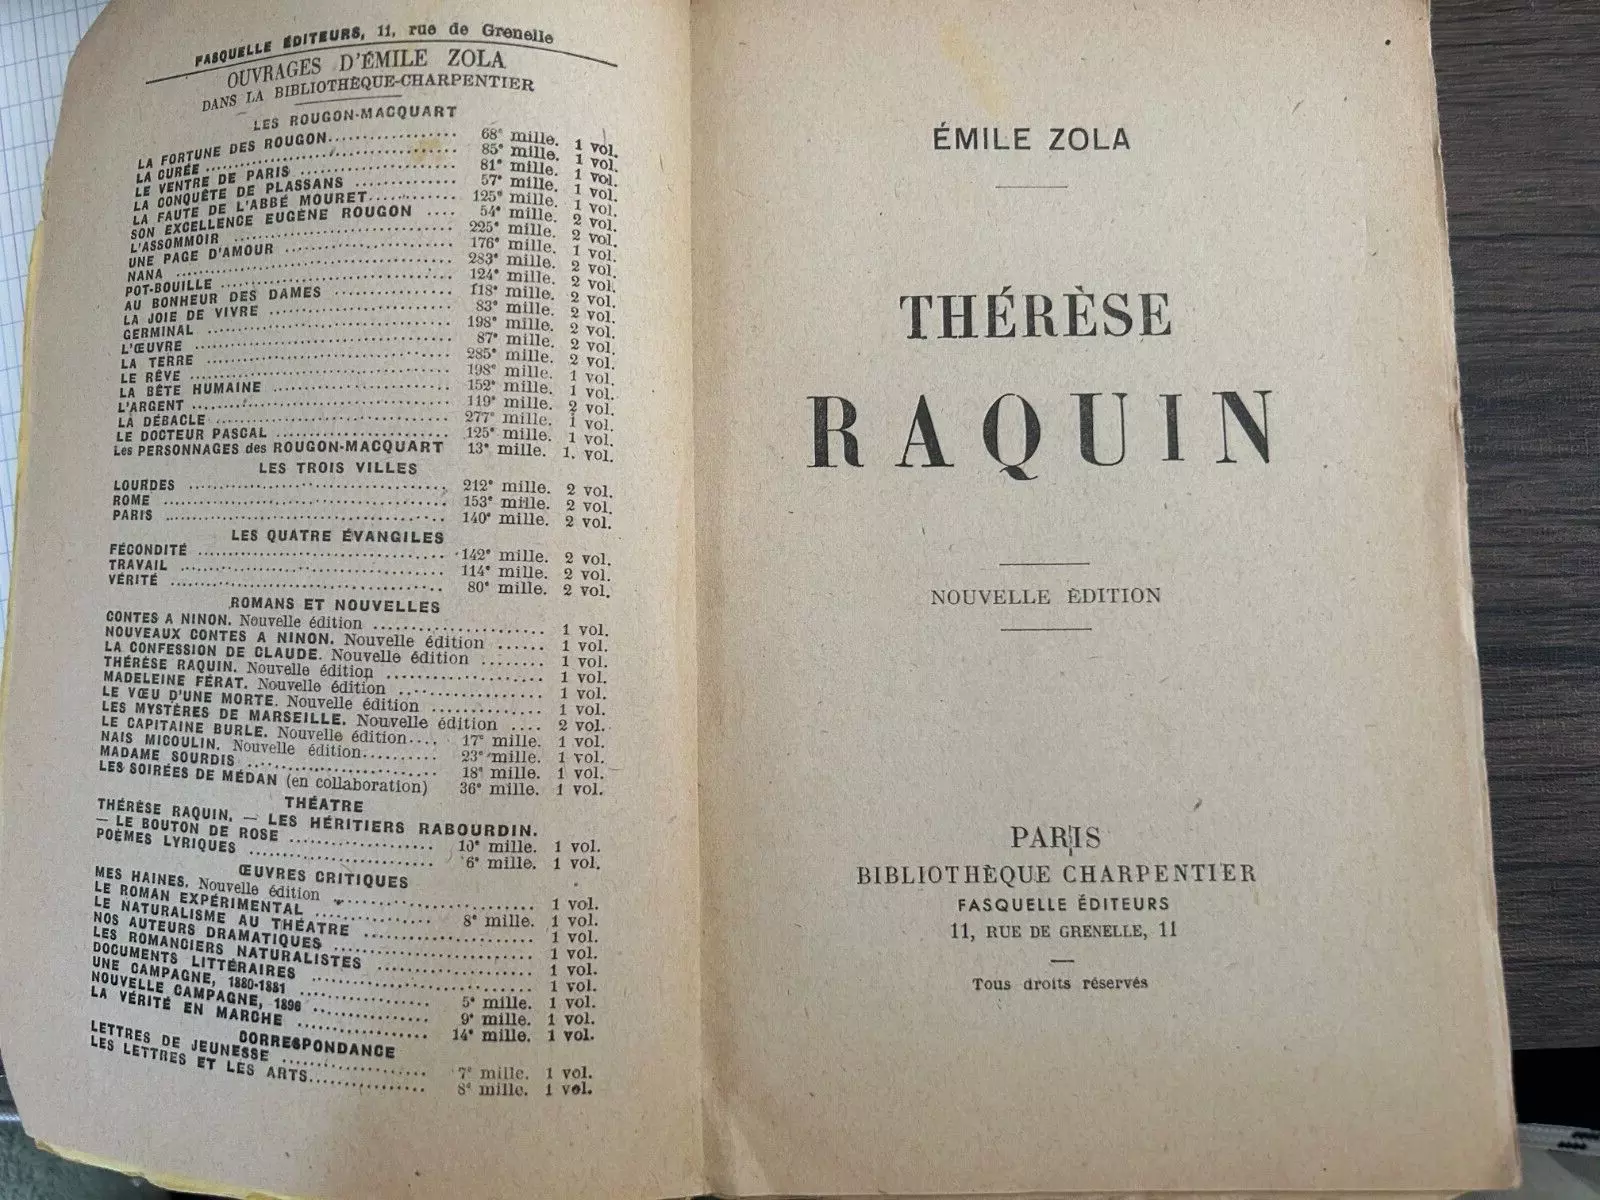 FASQUELLE ÉDITEURS, 11, rue de Grenelle
OUVRAGES D'ÉMILE ZOLA
DANS LA BIBLIOTHÈQUE-CHARPENTIER
LES ROUGON-MACQUART
LA FORTUNE DES ROUGON.................. 68e mille. 1 vol.
LA CURÉE .................. 85e mille. 1 vol.
LE VENTRE DE PARIS .................. 81e mille. 1 vol.
LA CONQUÊTE DE PLASSANS ............. 57e mille. 1 vol.
LA FAUTE DE L'ABBÉ MOURET............. 125e mille. 1 vol.
SON EXCELLENCE EUGÈNE ROUGON .... 54e mille. 2 vol.
L'ASSOMMOIR .................. 225e mille. 2 vol.
UNE PAGE D'AMOUR .................. 176e mille. 1 vol.
NANA .................. 283e mille. 2 vol.
POT-BOUILLE .................. 124e mille. 2 vol.
AU BONHEUR DES DAMES .............. 118e mille. 2 vol.
LA JOIE DE VIVRE .................. 83e mille. 2 vol.
GERMINAL .................. 198e mille. 2 vol.
L'ŒUVRE .................. 87e mille. 2 vol.
LA TERRE .................. 285e mille. 2 vol.
LE RÊVE .................. 198e mille. 1 vol.
LA BÊTE HUMAINE .................. 152e mille. 1 vol.
L'ARGENT .................. 119e mille. 2 vol.
LA DÉBACLE .................. 277e mille. 1 vol.
LE DOCTEUR PASCAL .................. 125e mille. 1 vol.
Les PERSONNAGES des ROUGON-MACQUART 13e mille. 1. vol.
LES TROIS VILLES
LOURDES .................. 212e mille. 2 vol.
ROME .................. 153e mille. 2 vol.
PARIS .................. 140e mille. 2 vol.
LES QUATRE ÉVANGILES
FÉCONDITÉ .................. 142e mille. 2 vol.
TRAVAIL .................. 114e mille. 2 vol.
VÉRITÉ .................. 80e mille. 2 vol.
ROMANS ET NOUVELLES
CONTES A NINON. Nouvelle édition .................. 1 vol.
NOUVEAUX CONTES A NINON. Nouvelle édition ...... 1 vol.
LA CONFESSION DE CLAUDE. Nouvelle édition ........ 1 vol.
THÉRÈSE RAQUIN. Nouvelle édition .................. 1 vol.
MADELEINE FÉRAT. Nouvelle édition .................. 1 vol.
LE VŒU D'UNE MORTE. Nouvelle édition .............. 1 vol.
LES MYSTÈRES DE MARSEILLE. Nouvelle édition .... 2 vol.
LE CAPITAINE BURLE. Nouvelle édition.... 17e mille. 1 vol.
NAIS MICOULIN. Nouvelle édition.......... 23e mille. 1 vol.
MADAME SOURDIS .................. 18e mille. 1 vol.
LES SOIRÉES DE MÉDAN (en collaboration) 36e mille. 1 vol.
THÉATRE
THÉRÈSE RAQUIN. — LES HÉRITIERS RABOURDIN.
— LE BOUTON DE ROSE .................. 10e mille. 1 vol.
POÈMES LYRIQUES .................. 6e mille. 1 vol.
ŒUVRES CRITIQUES
MES HAINES. Nouvelle édition .................. 1 vol.
LE ROMAN EXPÉRIMENTAL .............. 8e mille. 1 vol.
LE NATURALISME AU THÉATRE .................. 1 vol.
NOS AUTEURS DRAMATIQUES .................. 1 vol.
LES ROMANCIERS NATURALISTES .................. 1 vol.
DOCUMENTS LITTÉRAIRES .................. 1 vol.
UNE CAMPAGNE, 1880-1881 .............. 5e mille. 1 vol.
NOUVELLE CAMPAGNE, 1896 .............. 9e mille. 1 vol.
LA VÉRITÉ EN MARCHE .............. 14e mille. 1 vol.
CORRESPONDANCE
LETTRES DE JEUNESSE .................. 7e mille. 1 vol.
LES LETTRES ET LES ARTS.............. 8e mille. 1 vol.
ÉMILE ZOLA
THÉRÈSE
RAQUIN
NOUVELLE ÉDITION
PARIS
BIBLIOTHÈQUE CHARPENTIER
FASQUELLE ÉDITEURS
11, RUE DE GRENELLE, 11
Tous droits réservés